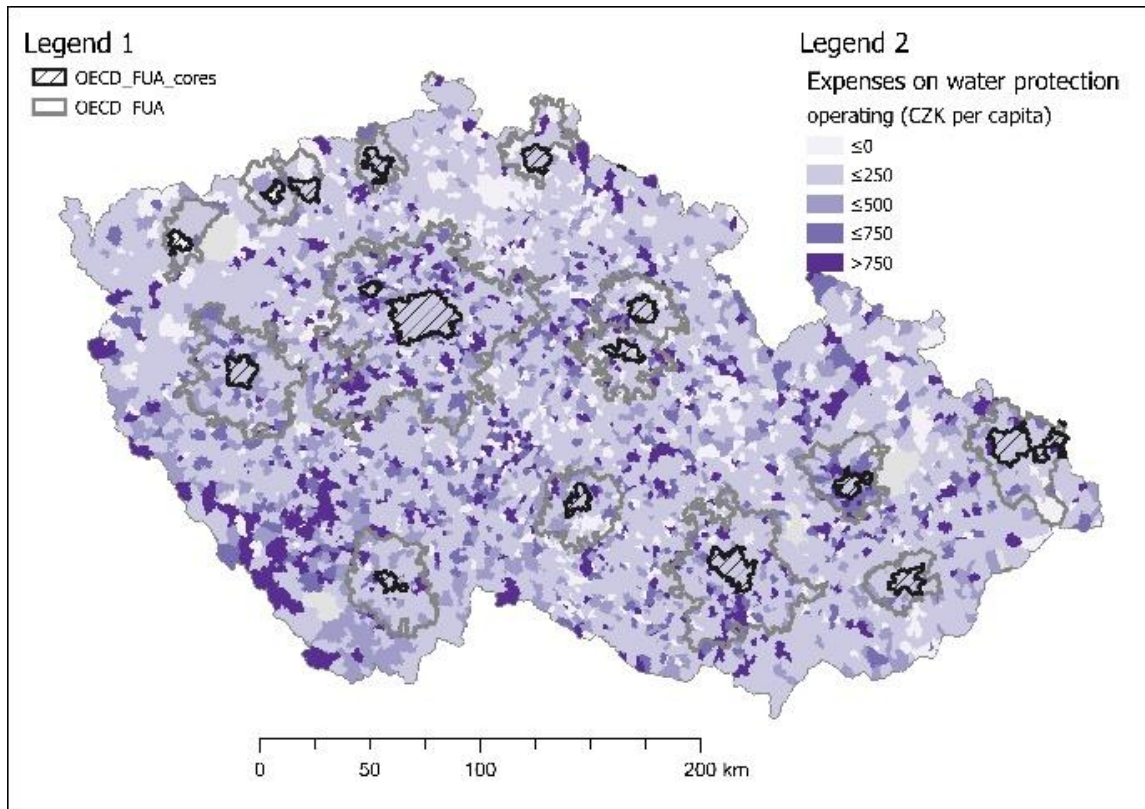 Legend 1
OECD_FUA_cores
OECD_FUA
Legend 2
Expenses on water protection
operating (CZK per capita)
≤0
≤250
≤500
≤750
>750
0 50 100 200 km